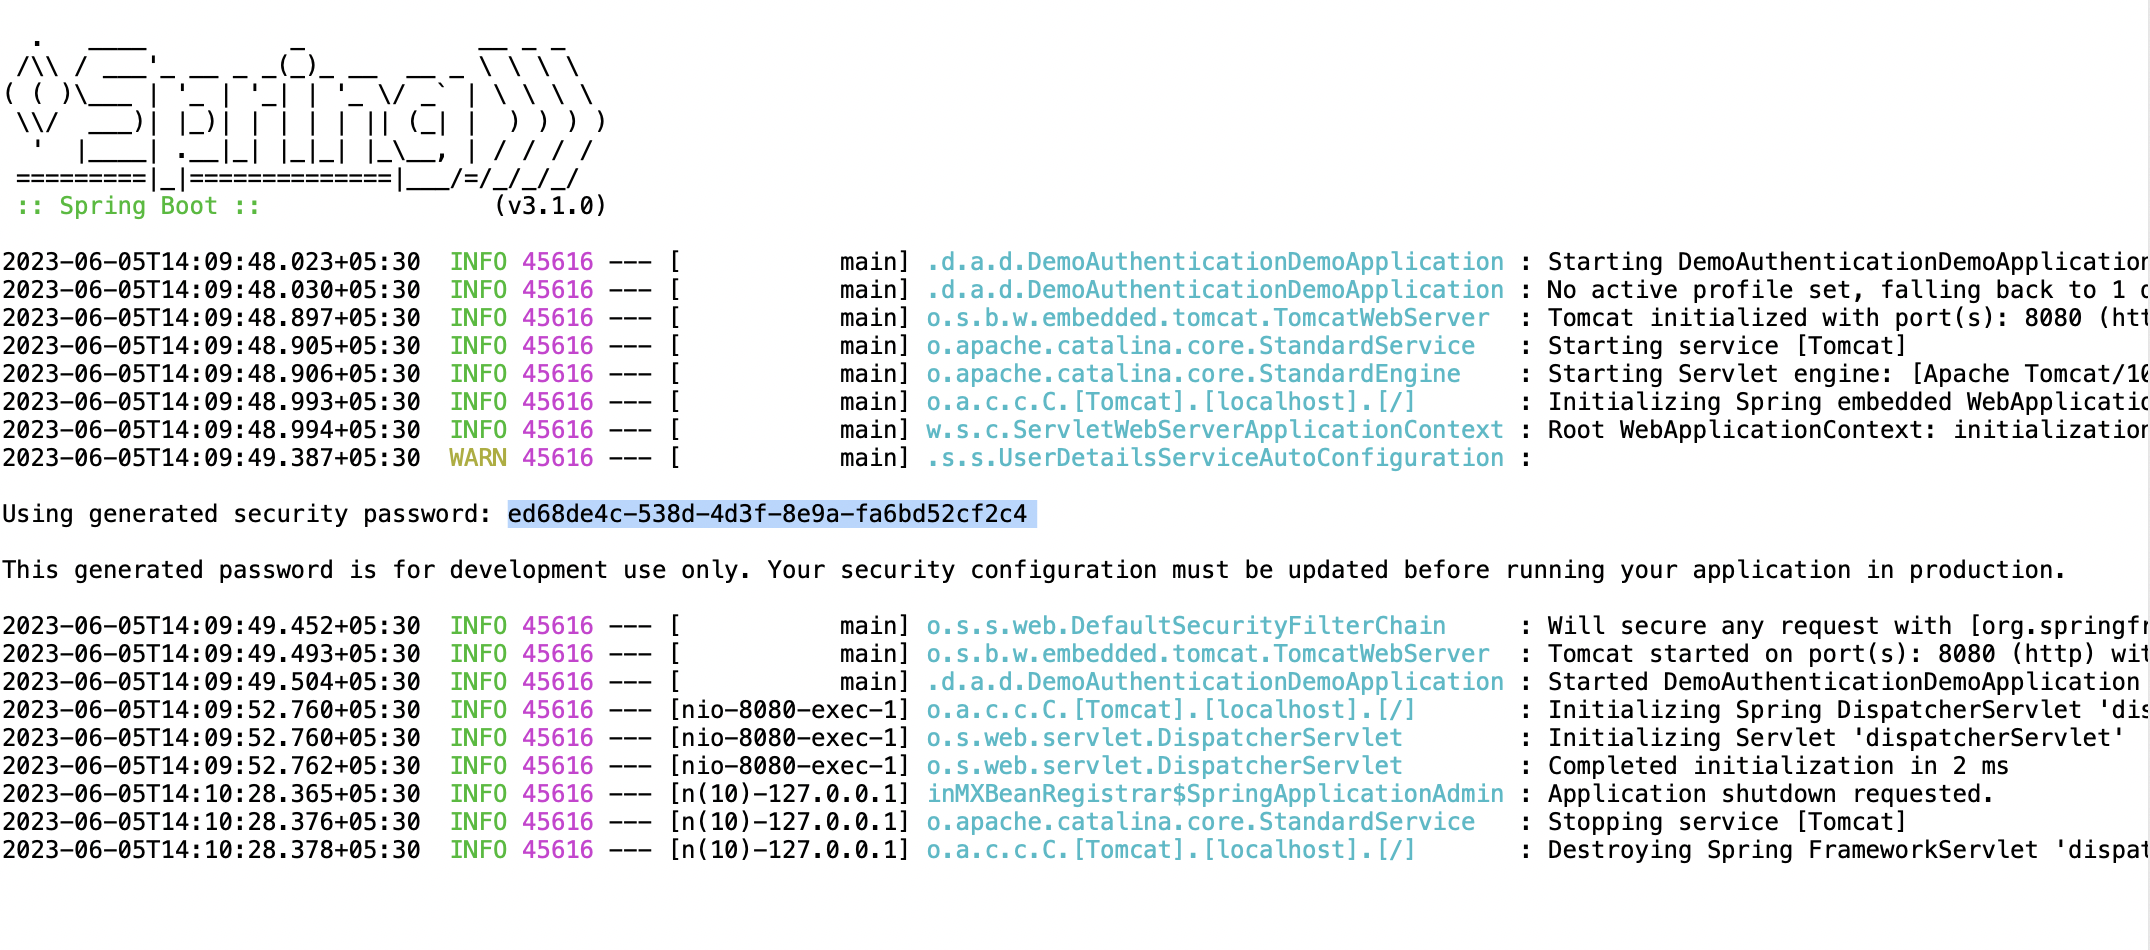 .   ____          _            __ _ _
 /\\ / ___'_ __ _ _(_)_ __  __ _ \ \ \ \
( ( )\___ | '_ | '_| | '_ \/ _` | \ \ \ \
 \\/  ___)| |_)| | | | | || (_| |  ) ) ) )
  '  |____| .__|_| |_|_| |_\__, | / / / /
 =========|_|==============|___/=/_/_/_/
 :: Spring Boot ::                (v3.1.0)
2023-06-05T14:09:48.023+05:30  INFO 45616 --- [           main] .d.a.d.DemoAuthenticationDemoApplication : Starting DemoAuthenticationDemoApplication
2023-06-05T14:09:48.030+05:30  INFO 45616 --- [           main] .d.a.d.DemoAuthenticationDemoApplication : No active profile set, falling back to 1
2023-06-05T14:09:48.897+05:30  INFO 45616 --- [           main] o.s.b.w.embedded.tomcat.TomcatWebServer  : Tomcat initialized with port(s): 8080 (htt
2023-06-05T14:09:48.905+05:30  INFO 45616 --- [           main] o.apache.catalina.core.StandardService   : Starting service [Tomcat]
2023-06-05T14:09:48.906+05:30  INFO 45616 --- [           main] o.apache.catalina.core.StandardEngine    : Starting Servlet engine: [Apache Tomcat/10
2023-06-05T14:09:48.993+05:30  INFO 45616 --- [           main] o.a.c.c.C.[Tomcat].[localhost].[/]       : Initializing Spring embedded WebApplicatio
2023-06-05T14:09:48.994+05:30  INFO 45616 --- [           main] w.s.c.ServletWebServerApplicationContext : Root WebApplicationContext: initialization
2023-06-05T14:09:49.387+05:30  WARN 45616 --- [           main] .s.s.UserDetailsServiceAutoConfiguration :
Using generated security password: ed68de4c-538d-4d3f-8e9a-fa6bd52cf2c4
This generated password is for development use only. Your security configuration must be updated before running your application in production.
2023-06-05T14:09:49.452+05:30  INFO 45616 --- [           main] o.s.s.web.DefaultSecurityFilterChain     : Will secure any request with [org.springfr
2023-06-05T14:09:49.493+05:30  INFO 45616 --- [           main] o.s.b.w.embedded.tomcat.TomcatWebServer  : Tomcat started on port(s): 8080 (http) wit
2023-06-05T14:09:49.504+05:30  INFO 45616 --- [           main] .d.a.d.DemoAuthenticationDemoApplication : Started DemoAuthenticationDemoApplication
2023-06-05T14:09:52.760+05:30  INFO 45616 --- [nio-8080-exec-1] o.a.c.c.C.[Tomcat].[localhost].[/]       : Initializing Spring DispatcherServlet 'dis
2023-06-05T14:09:52.760+05:30  INFO 45616 --- [nio-8080-exec-1] o.s.web.servlet.DispatcherServlet        : Initializing Servlet 'dispatcherServlet'
2023-06-05T14:09:52.762+05:30  INFO 45616 --- [nio-8080-exec-1] o.s.web.servlet.DispatcherServlet        : Completed initialization in 2 ms
2023-06-05T14:10:28.365+05:30  INFO 45616 --- [n(10)-127.0.0.1] inMXBeanRegistrar$SpringApplicationAdmin : Application shutdown requested.
2023-06-05T14:10:28.376+05:30  INFO 45616 --- [n(10)-127.0.0.1] o.apache.catalina.core.StandardService   : Stopping service [Tomcat]
2023-06-05T14:10:28.378+05:30  INFO 45616 --- [n(10)-127.0.0.1] o.a.c.c.C.[Tomcat].[localhost].[/]       : Destroying Spring FrameworkServlet 'dispat